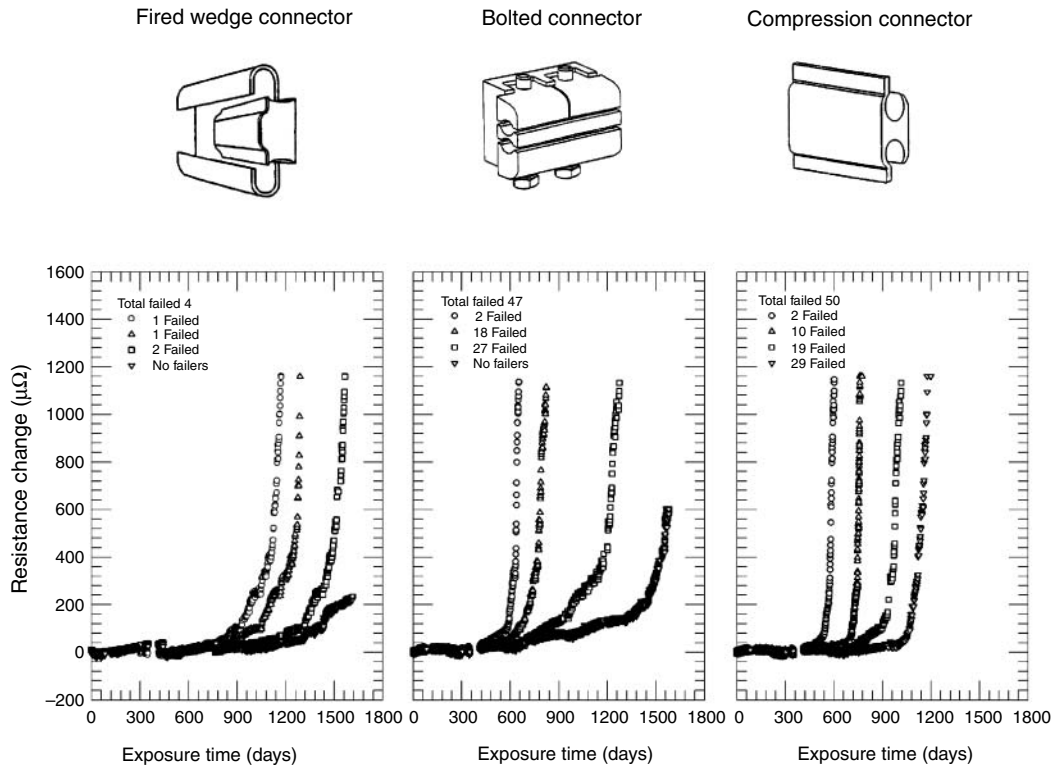 Fired wedge connector
Bolted connector
Compression connector
Resistance change (μΩ)
1600
1400
1200
1000
800
600
400
200
0
–200
Total failed 4
1 Failed
1 Failed
2 Failed
No failers
0 300 600 900 1200 1500 1800
Exposure time (days)
Total failed 47
2 Failed
18 Failed
27 Failed
No failers
0 300 600 900 1200 1500 1800
Exposure time (days)
Total failed 50
2 Failed
10 Failed
19 Failed
29 Failed
0 300 600 900 1200 1500 1800
Exposure time (days)